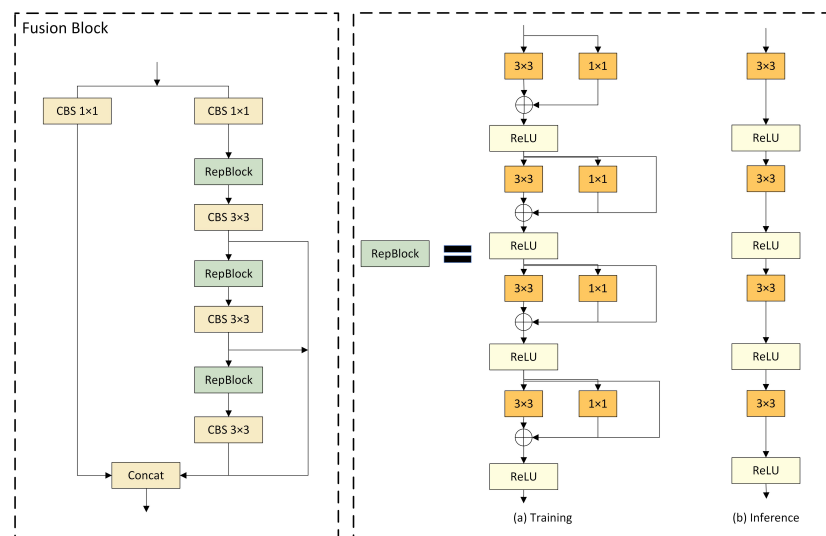 Fusion Block
CBS 1×1
CBS 1×1
RepBlock
CBS 3×3
RepBlock
CBS 3×3
RepBlock
CBS 3×3
Concat
RepBlock
3×3
1×1
ReLU
3×3
1×1
ReLU
3×3
1×1
ReLU
3×3
1×1
ReLU
(a) Training
3×3
ReLU
3×3
ReLU
3×3
ReLU
3×3
ReLU
(b) Inference